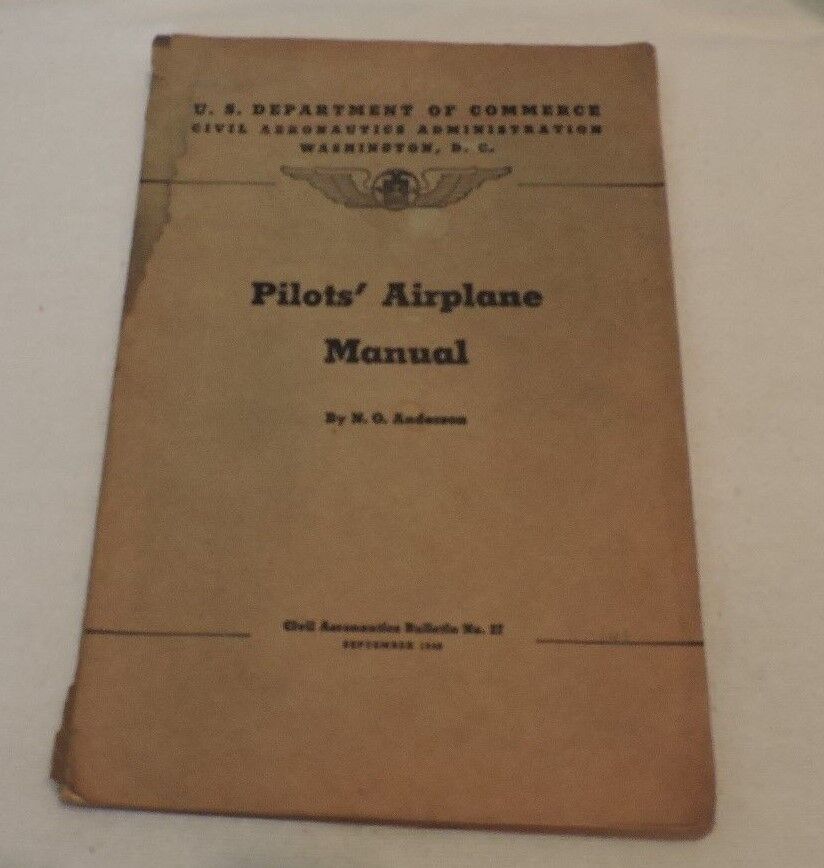 U. S. DEPARTMENT OF COMMERCE
CIVIL AERONAUTICS ADMINISTRATION
WASHINGTON, D. C.
Pilots' Airplane
Manual
By N. O. Anderson
Civil Aeronautics Bulletin No. 27
SEPTEMBER